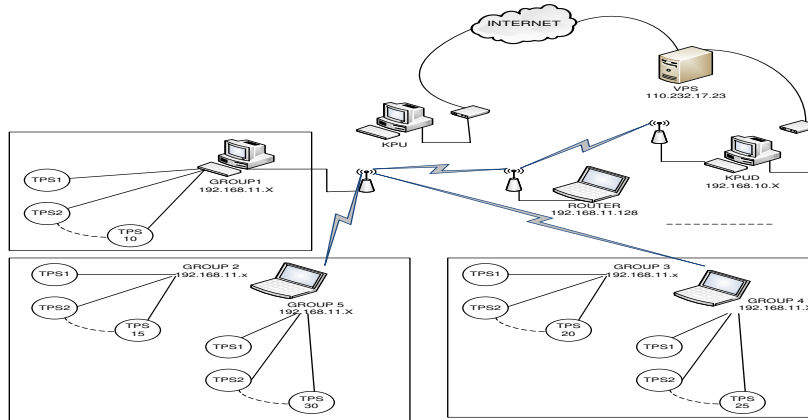 INTERNET
VPS
110.232.17.23
KPU
KPUD
192.168.10.X
ROUTER
192.168.11.128
GROUP1
192.168.11.X
TPS1
TPS2
TPS
10
GROUP 2
192.168.11.x
TPS1
TPS2
TPS
15
GROUP 5
192.168.11.X
TPS1
TPS2
TPS
30
GROUP 3
192.168.11.x
TPS1
TPS2
TPS
20
GROUP 4
192.168.11.X
TPS1
TPS2
TPS
25